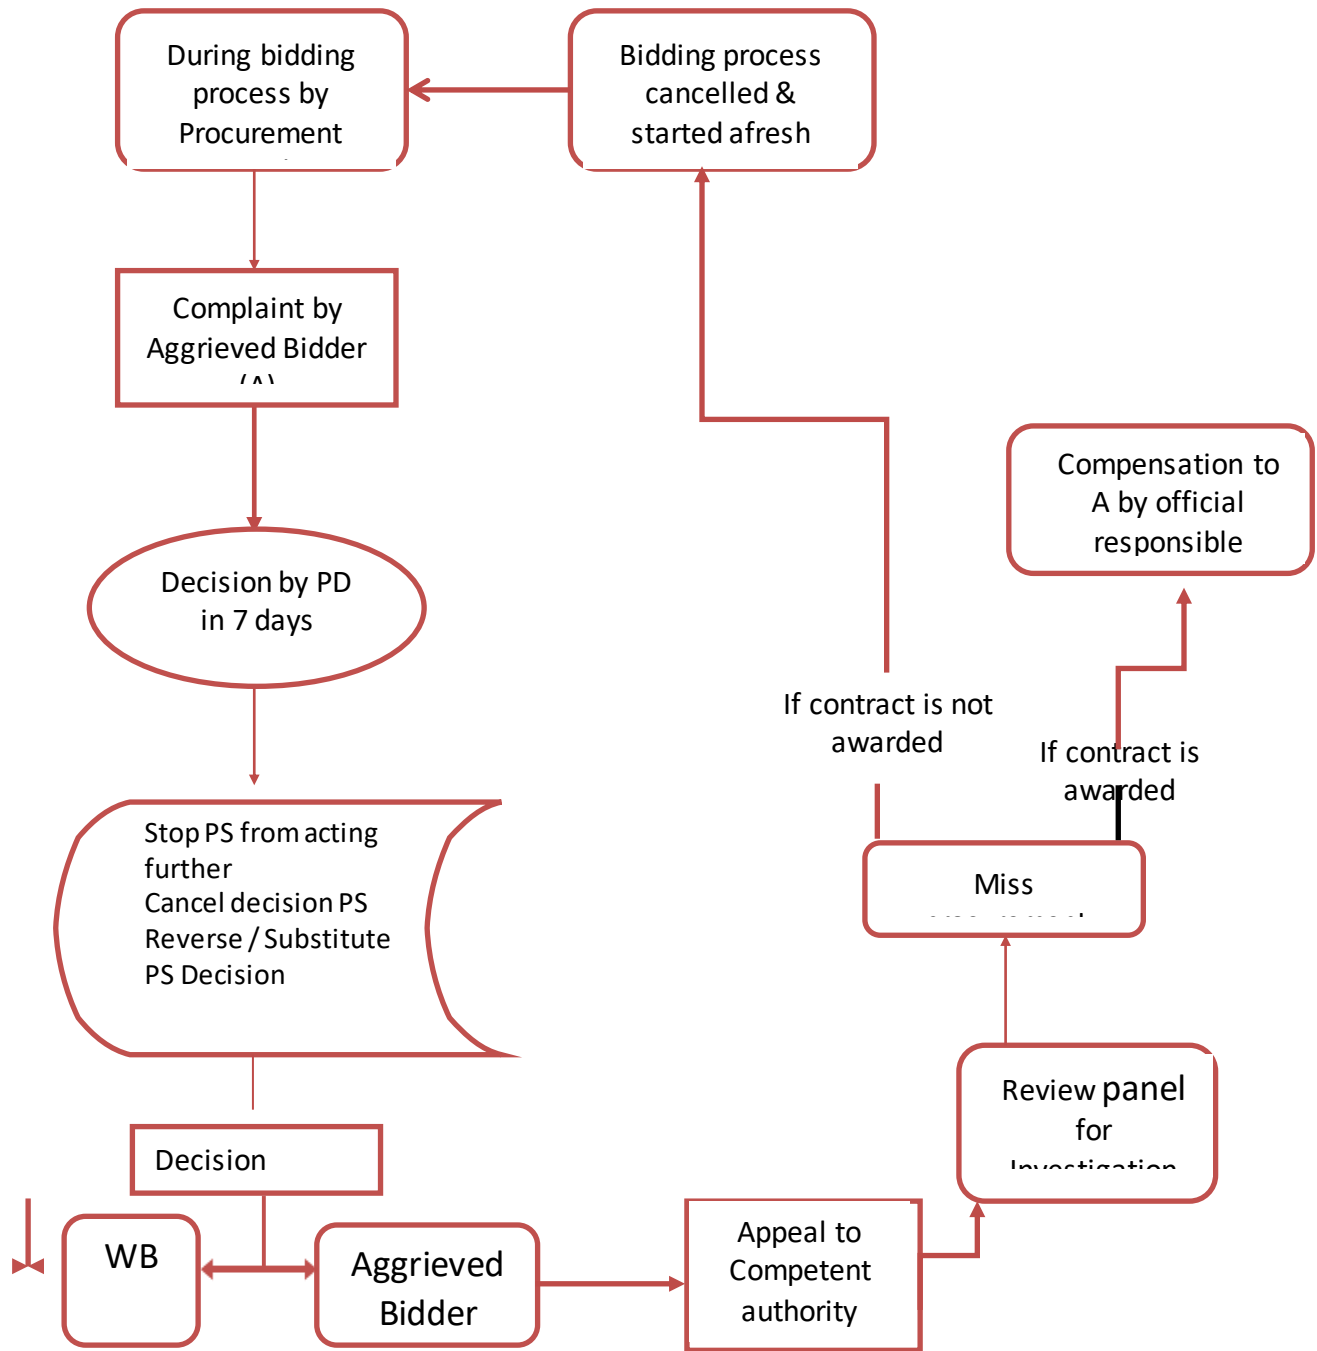 During bidding
process by
Procurement
Bidding process
cancelled &
started afresh
Complaint by
Aggrieved Bidder
(A)
Compensation to
A by official
responsible
Decision by PD
in 7 days
If contract is not
awarded
If contract is
awarded
Stop PS from acting
further
Cancel decision PS
Reverse / Substitute
PS Decision
Miss
Review panel
for
Investigation
Decision
WB
Aggrieved
Bidder
Appeal to
Competent
authority